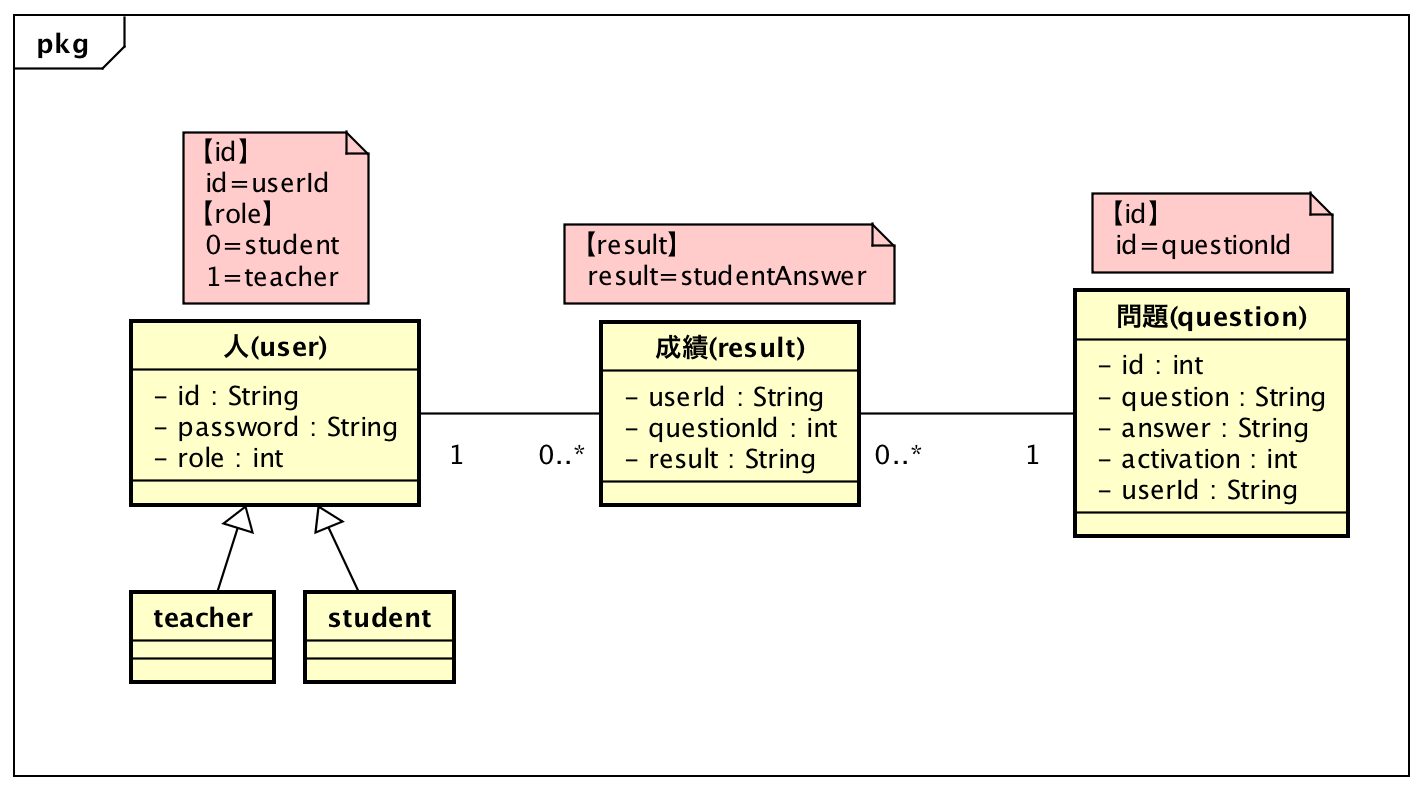 pkg
【id】
id=userId
【role】
0=student
1=teacher
【result】
result=studentAnswer
【id】
id=questionId
人(user)
- id : String
- password : String
- role : int
1
0..*
成績(result)
- userId : String
- questionId : int
- result : String
0..*
1
問題(question)
- id : int
- question : String
- answer : String
- activation : int
- userId : String
teacher
student